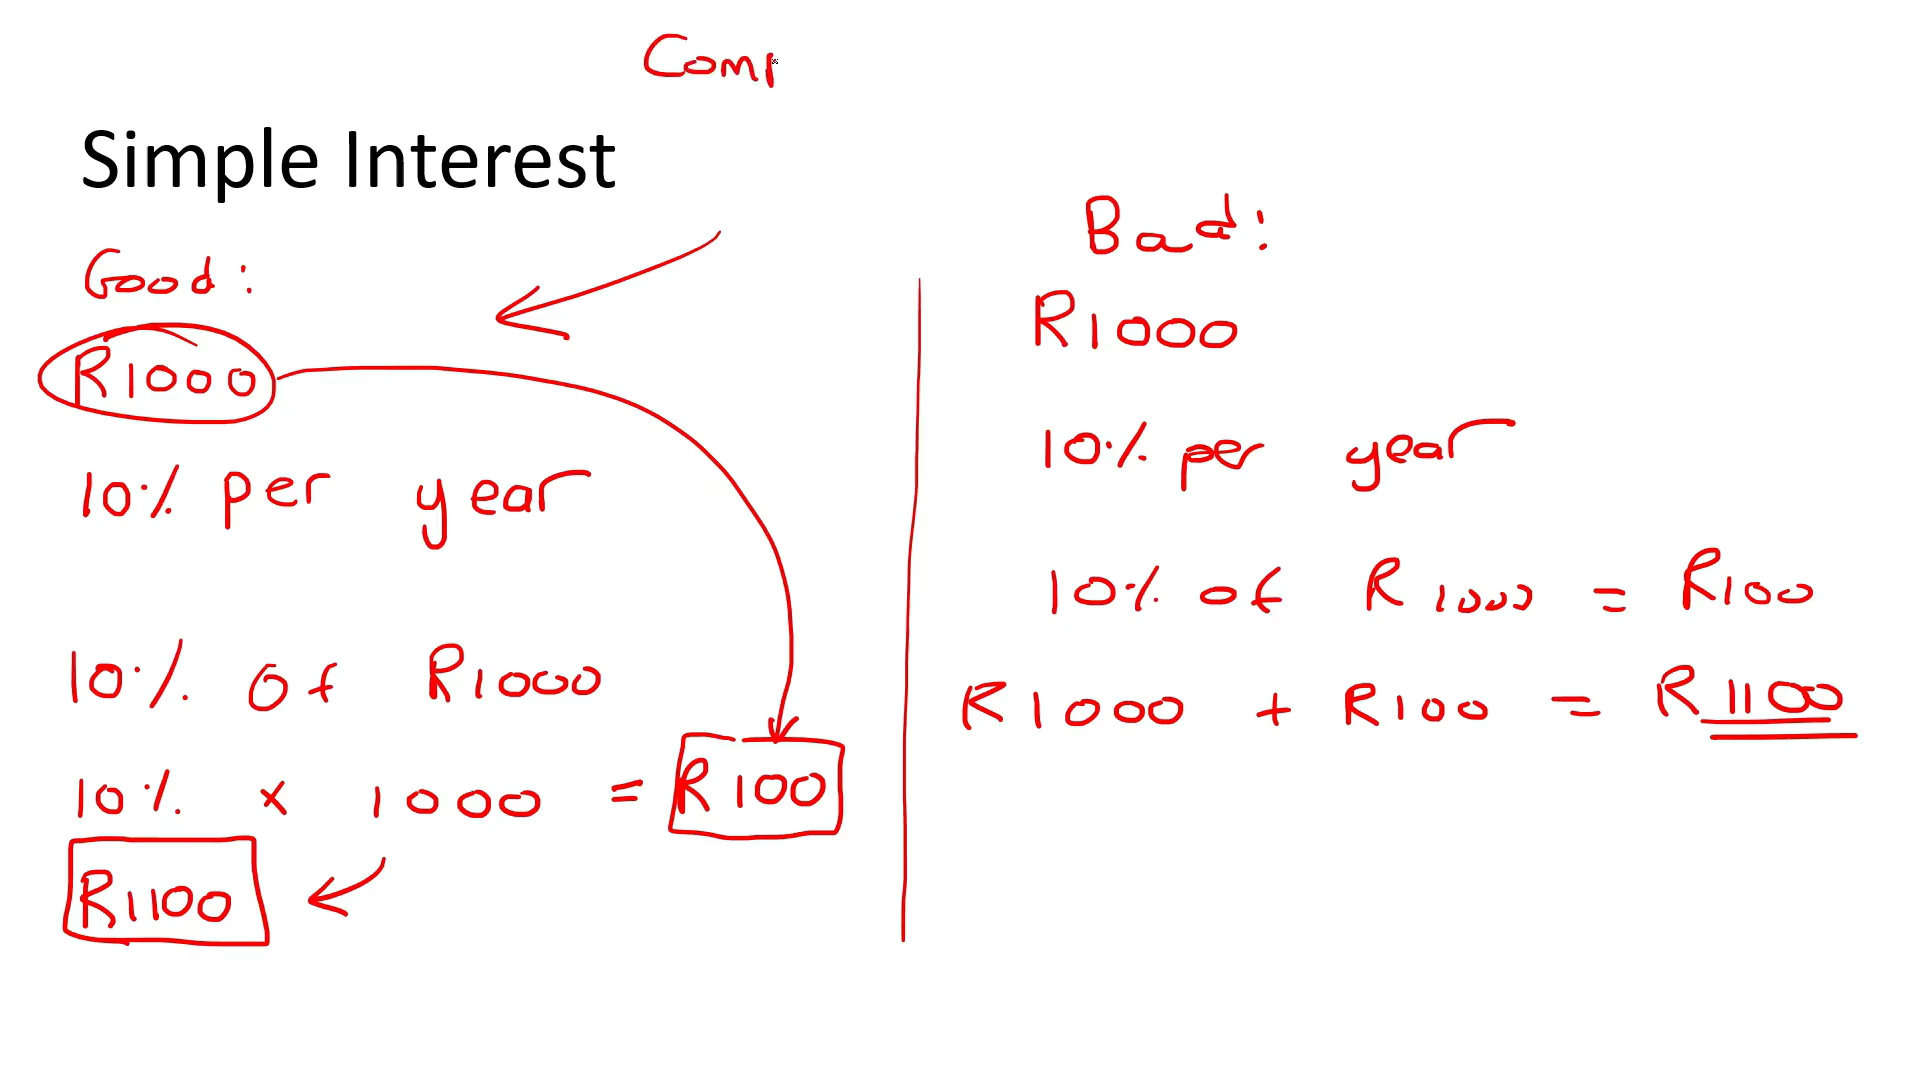 Comp
Simple Interest
Good:
R1000
10% per year
10% of R1000
10% x 1000 = R100
R1100
Bad:
R1000
10% per year
10% of R1000 = R100
R1000 + R100 = R1100